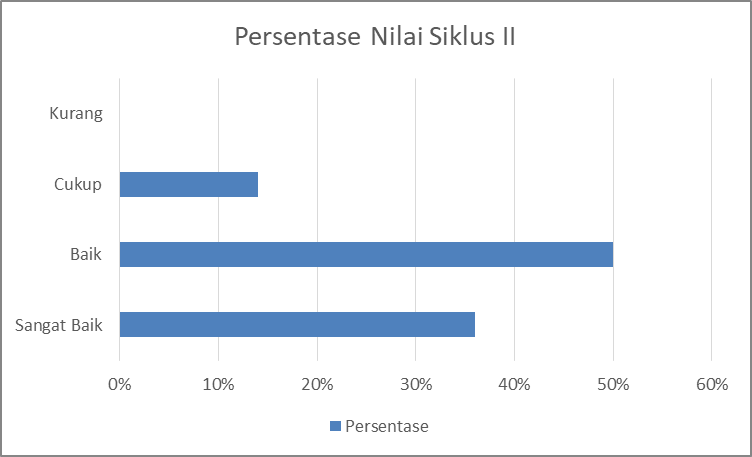 Persentase Nilai Siklus II
Kurang
Cukup
Baik
Sangat Baik
0% 10% 20% 30% 40% 50% 60%
Persentase